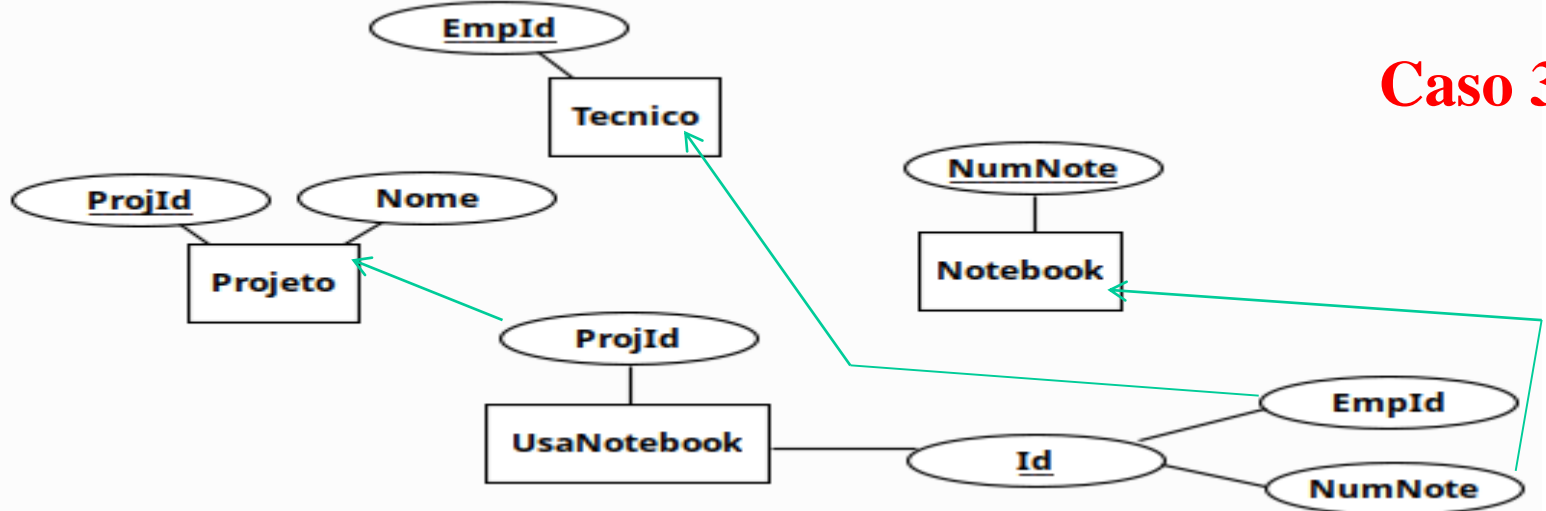 EmpId
Caso 3
Tecnico
NumNote
ProjId
Nome
Notebook
Projeto
ProjId
EmpId
UsaNotebook
Id
NumNote